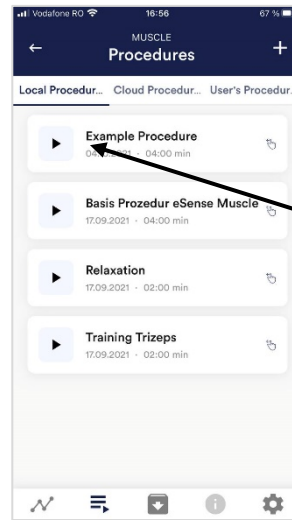 Vodafone RO 16:56 67 %
MUSCLE
Procedures
Local Procedur... Cloud Procedur... User's Procedur.
Example Procedure
04:00 min
Basis Prozedur eSense Muscle
17.09.2021 - 04:00 min
Relaxation
17.09.2021 - 02:00 min
Training Trizeps
17.09.2021 - 02:00 min